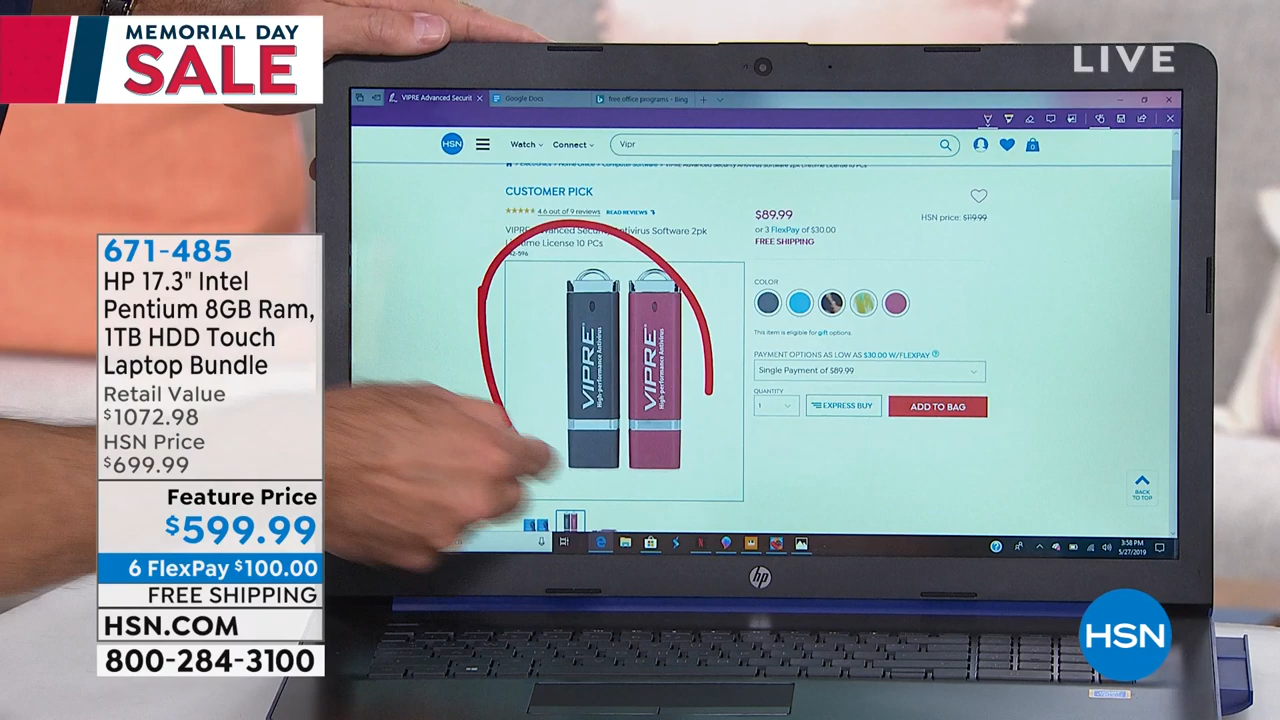 MEMORIAL DAY
SALE
LIVE
671-485
HP 17.3" Intel
Pentium 8GB Ram,
1TB HDD Touch
Laptop Bundle
Retail Value
$1072.98
HSN Price
$699.99
Feature Price
$599.99
6 FlexPay $100.00
FREE SHIPPING
HSN.COM
800-284-3100
VIPRE Advanced Securit
Google Docs
free office programs - Bing
HSN
Watch
Connect
Vipr
CUSTOMER PICK
4.6 out of 9 reviews READ REVIEWS
VIPRE Advanced Security Antivirus Software 2pk
Lifetime License 10 PCs
$89.99
or 3 FlexPay of $30.00
FREE SHIPPING
HSN price: $119.99
COLOR
This item is eligible for gift options.
PAYMENT OPTIONS AS LOW AS $30.00 W/FLEXPAY
Single Payment of $89.99
QUANTITY
1
EXPRESS BUY
ADD TO BAG
VIPRE
High-performance Antivirus
VIPRE
High-performance Antivirus
BACK
TO TOP
3:58 PM
5/27/2019
hp
HSN